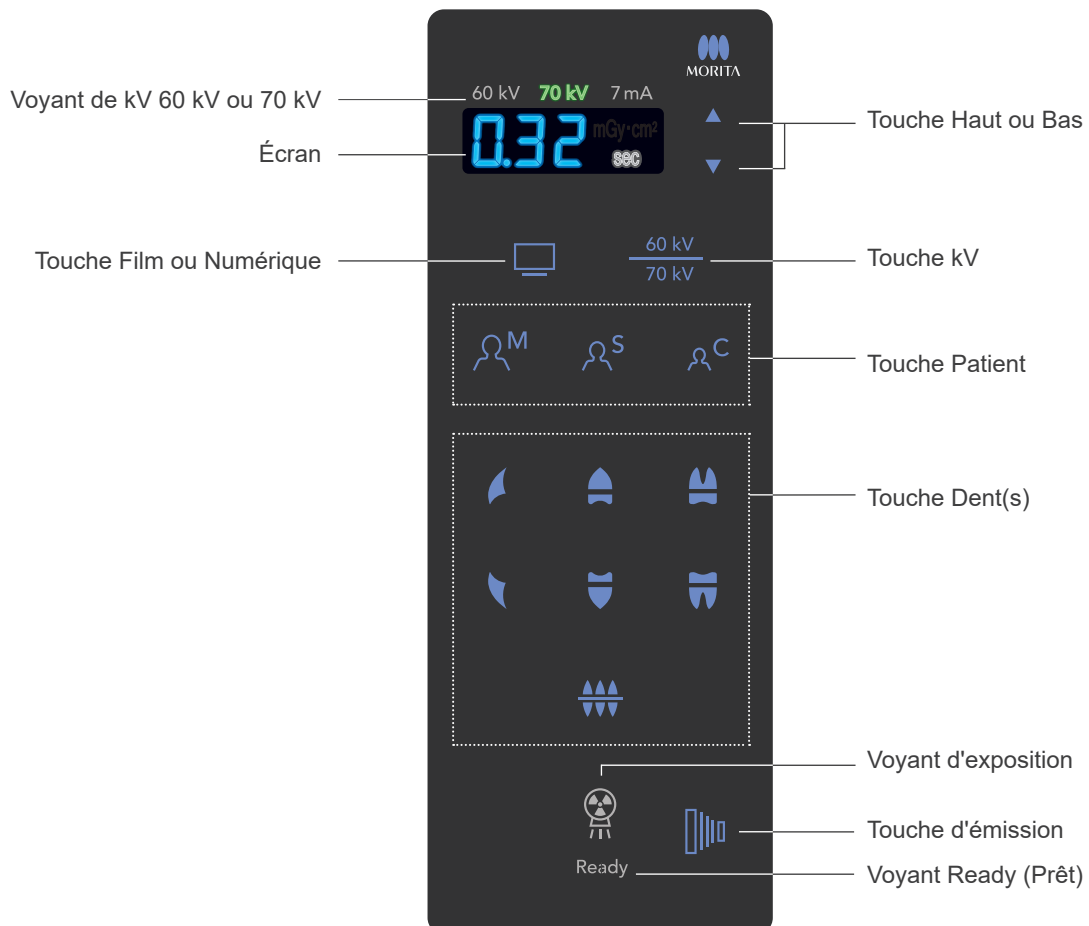 MORITA
Voyant de kV 60 kV ou 70 kV
60 kV 70 kV 7 mA
Touche Haut ou Bas
Écran
0.32 mGy·cm²
sec
Touche Film ou Numérique
60 kV
70 kV
Touche kV
M S C
Touche Patient
Touche Dent(s)
Voyant d'exposition
Touche d'émission
Ready
Voyant Ready (Prêt)